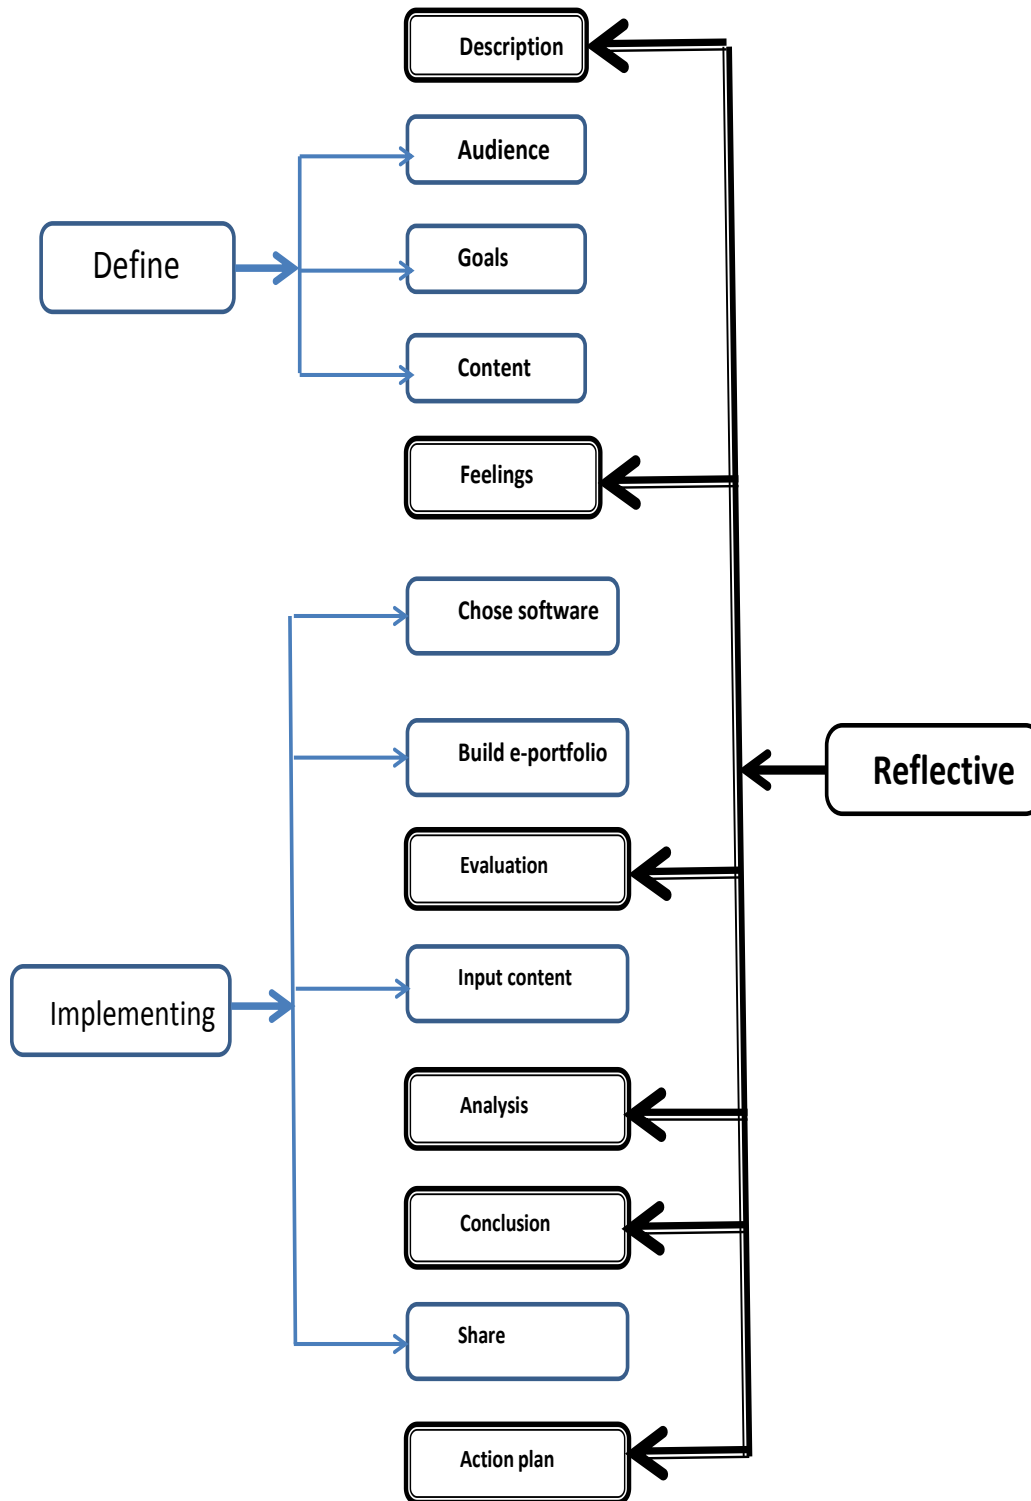 Description
Audience
Define
Goals
Content
Feelings
Chose software
Build e-portfolio
Reflective
Evaluation
Input content
Implementing
Analysis
Conclusion
Share
Action plan